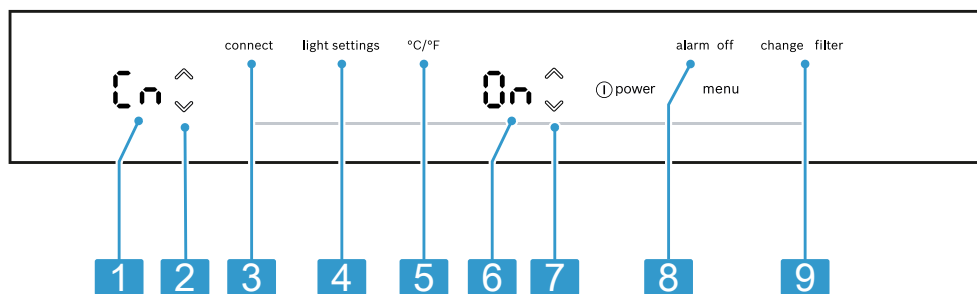 connect light settings °C/°F alarm off change filter
Cn On power menu
1 2 3 4 5 6 7 8 9